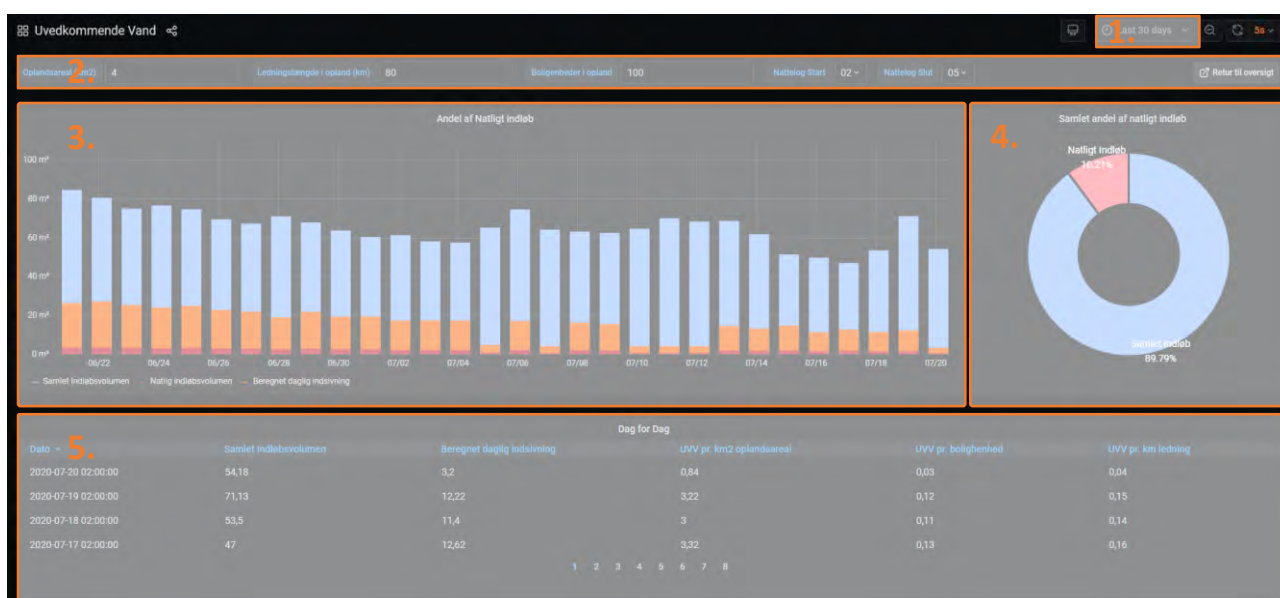 Uvedkommende Vand
1. Last 30 days 5s
2. Oplandsareal (km2) 4 Ledningslængde i opland (km) 80 Boligenheder i opland 100 Nattelog Start 02 Nattelog Slut 05 Retur til oversigt
3. Andel af Natligt indløb
100 m³
80 m³
60 m³
40 m³
20 m³
0 m³
06/22 06/24 06/26 06/28 06/30 07/02 07/04 07/06 07/08 07/10 07/12 07/14 07/16 07/18 07/20
Samlet Indløbsvolumen Natlig indløbsvolumen Beregnet daglig indsivning
4. Samlet andel af natligt indløb
Natligt Indløb
10.21%
Samlet Indløb
89.79%
5. Dag for Dag
Dato Samlet Indløbsvolumen Beregnet daglig indsivning UVV pr. km2 oplandsareal UVV pr. bolighenhed UVV pr. km ledning
2020-07-20 02:00:00 54,18 3,2 0,84 0,03 0,04
2020-07-19 02:00:00 71,13 12,22 3,22 0,12 0,15
2020-07-18 02:00:00 53,5 11,4 3 0,11 0,14
2020-07-17 02:00:00 47 12,62 3,32 0,13 0,16
1 2 3 4 5 6 7 8